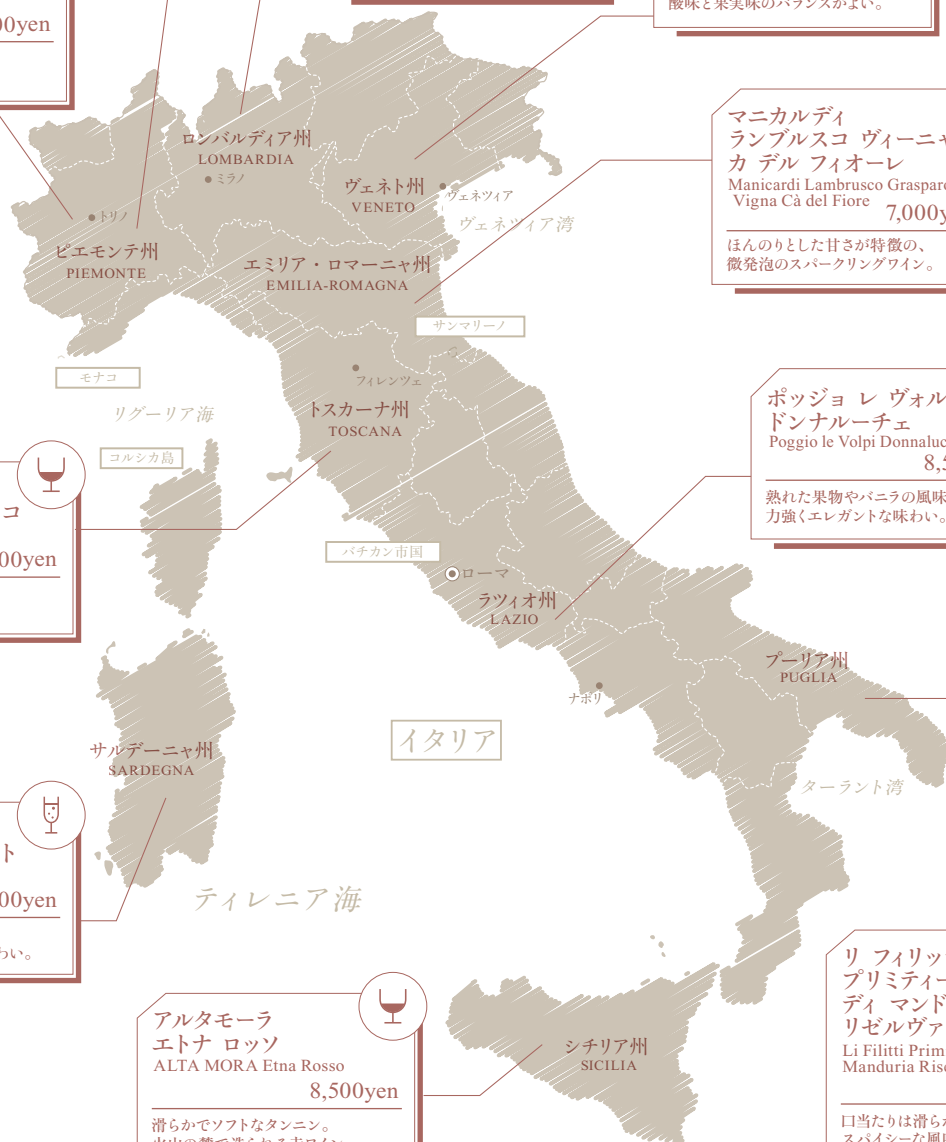 00yen
酸味と果実味のバランスがよい。
マニカルディ
ランブルスコ ヴィーニャ
カ デル フィオーレ
Manicardi Lambrusco Graspar
Vigna Cà del Fiore
7,000y
ほんのりとした甘さが特徴の、
微発泡のスパークリングワイン。
ロンバルディア州
LOMBARDIA
ミラノ
ヴェネト州
VENETO
ヴェネツィア
ヴェネツィア湾
トリノ
ピエモンテ州
PIEMONTE
エミリア・ロマーニャ州
EMILIA-ROMAGNA
サンマリーノ
モナコ
フィレンツェ
リグーリア海
トスカーナ州
TOSCANA
コルシカ島
ポッジョ レ ヴォル
ドンナルーチェ
Poggio le Volpi Donnaluc
8,5
熟れた果物やバニラの風味
力強くエレガントな味わい。
コ
00yen
バチカン市国
ローマ
ラツィオ州
LAZIO
プーリア州
PUGLIA
ナポリ
イタリア
サルデーニャ州
SARDEGNA
ターラント湾
ト
00yen
わい。
ティレニア海
アルタモーラ
エトナ ロッソ
ALTA MORA Etna Rosso
8,500yen
滑らかでソフトなタンニン。
火山の麓で造られる赤ワイン。
シチリア州
SICILIA
リ フィリッ
プリミティー
ディ マンド
リゼルヴァ
Li Filitti Prim
Manduria Rise
口当たりは滑らか
スパイシーな風